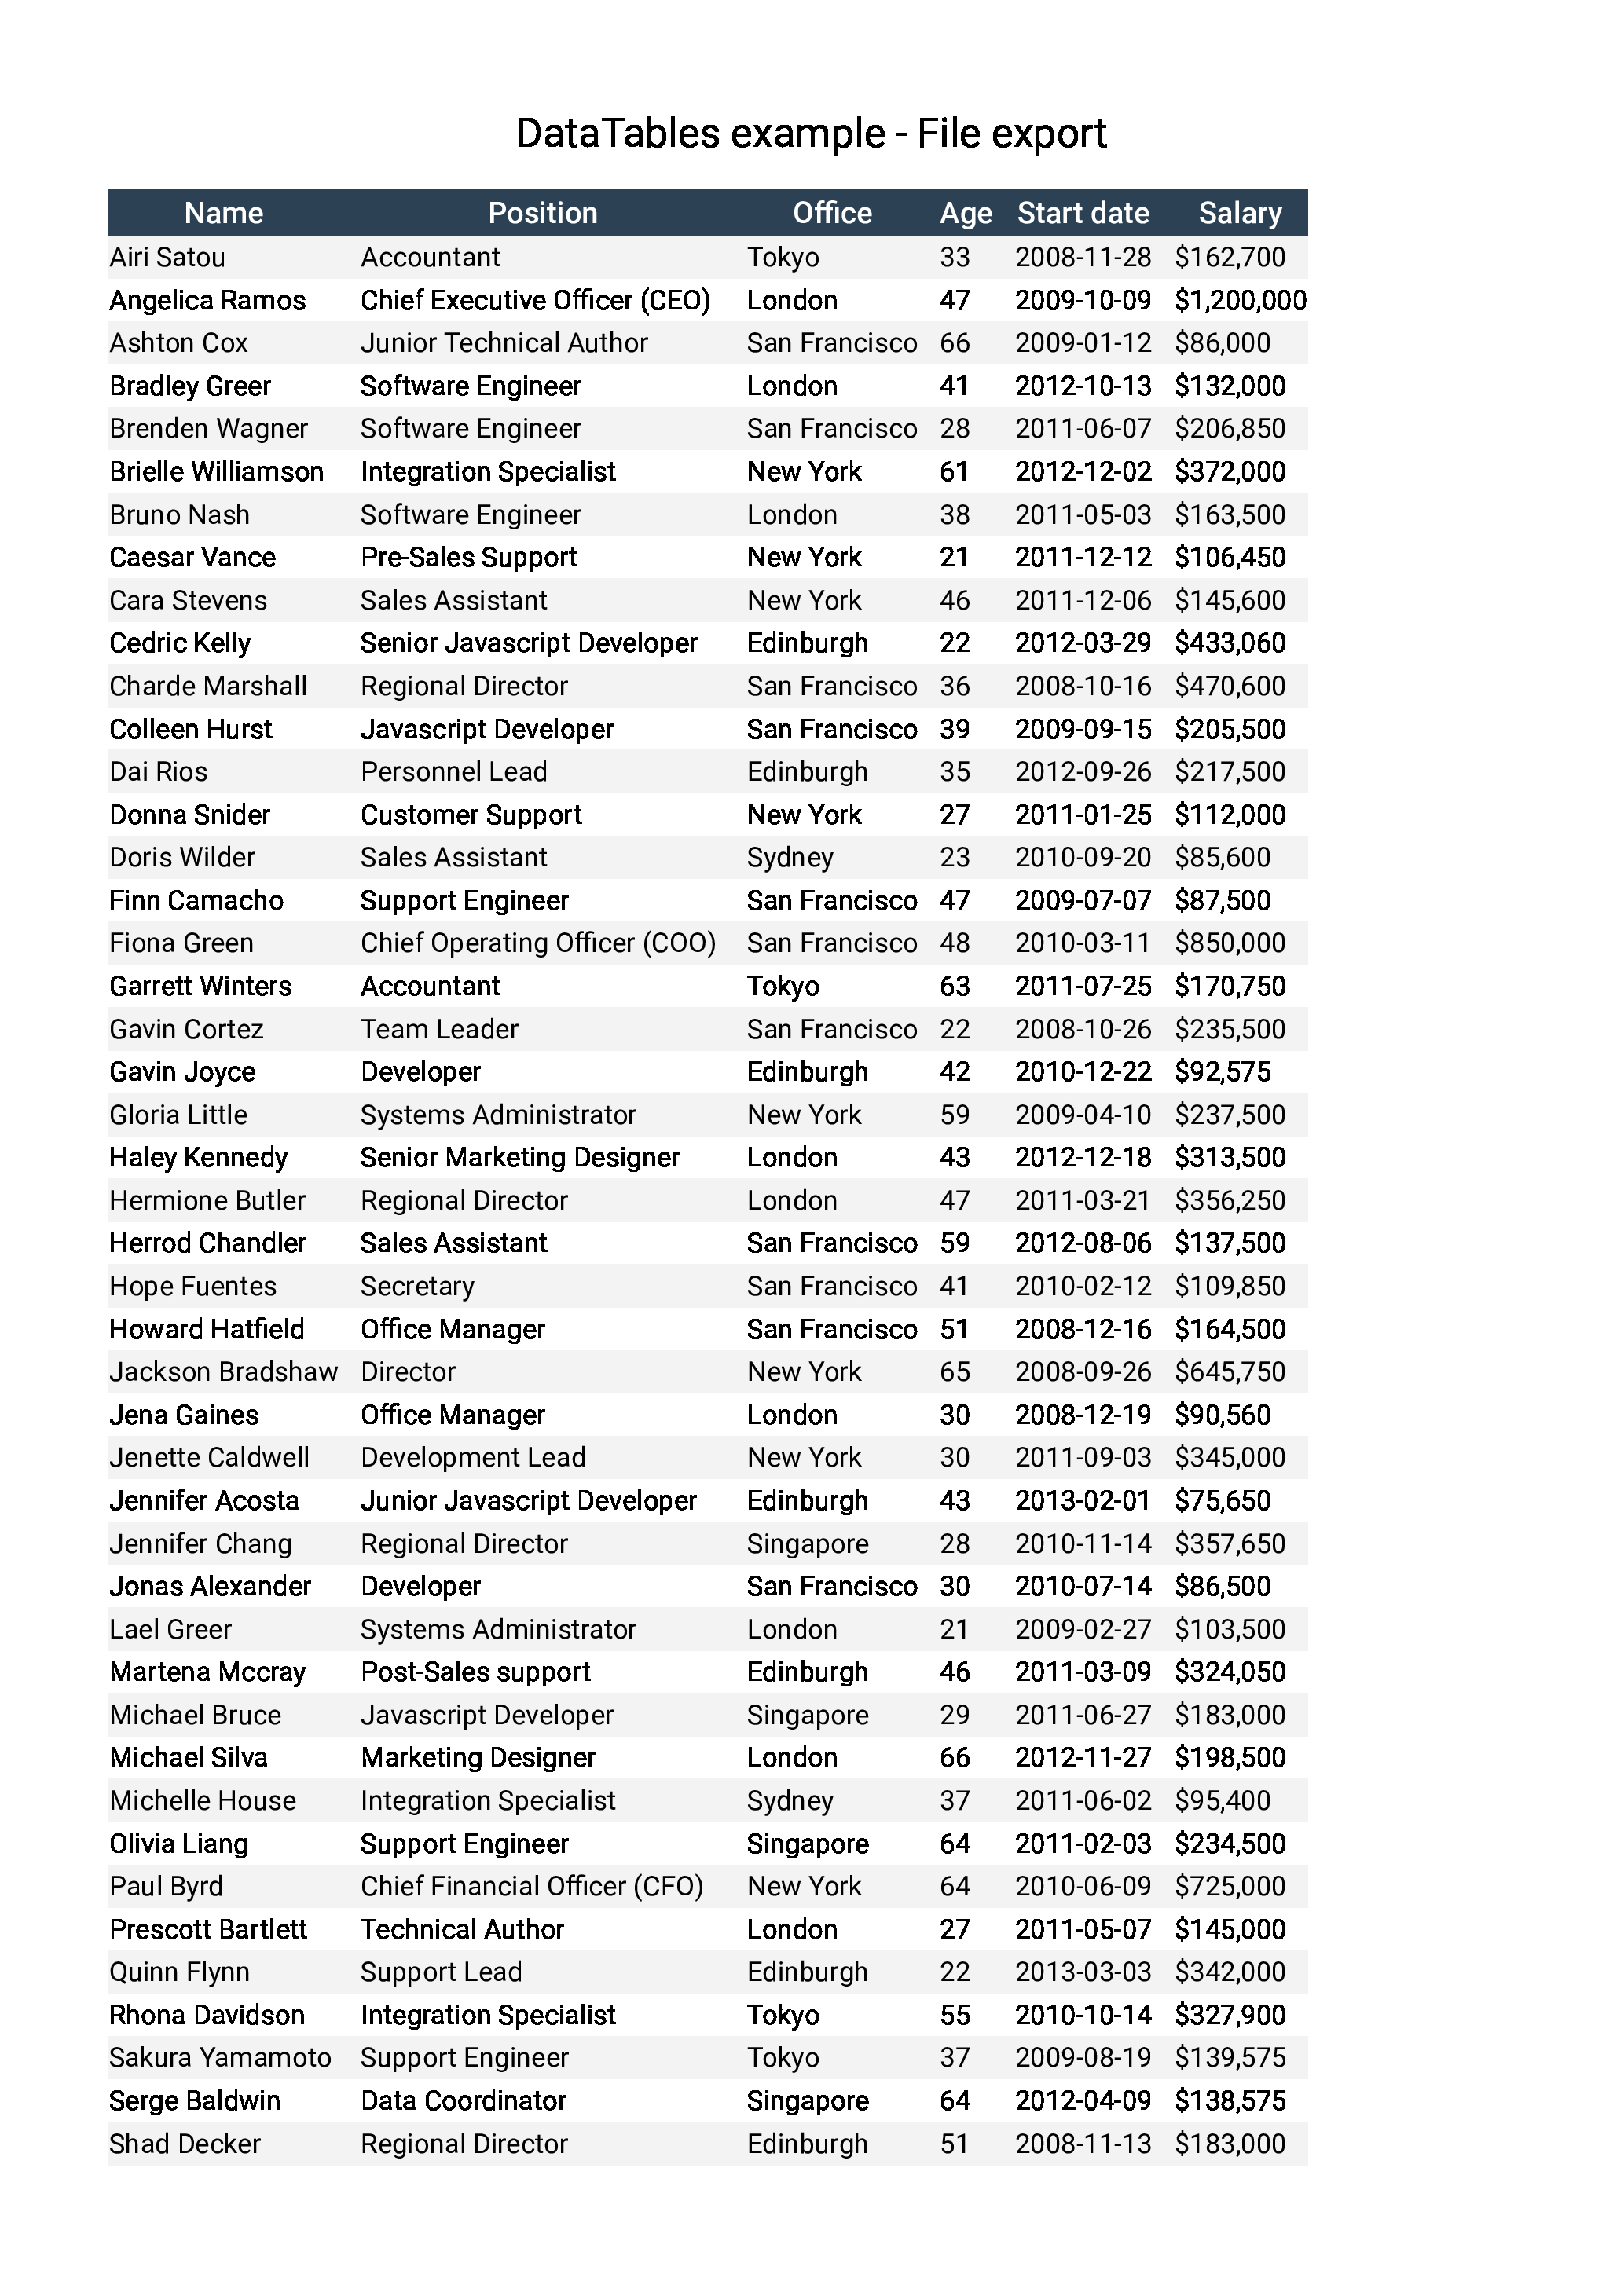 DataTables example - File export
Name Position Office Age Start date Salary
Airi Satou Accountant Tokyo 33 2008-11-28 $162,700
Angelica Ramos Chief Executive Officer (CEO) London 47 2009-10-09 $1,200,000
Ashton Cox Junior Technical Author San Francisco 66 2009-01-12 $86,000
Bradley Greer Software Engineer London 41 2012-10-13 $132,000
Brenden Wagner Software Engineer San Francisco 28 2011-06-07 $206,850
Brielle Williamson Integration Specialist New York 61 2012-12-02 $372,000
Bruno Nash Software Engineer London 38 2011-05-03 $163,500
Caesar Vance Pre-Sales Support New York 21 2011-12-12 $106,450
Cara Stevens Sales Assistant New York 46 2011-12-06 $145,600
Cedric Kelly Senior Javascript Developer Edinburgh 22 2012-03-29 $433,060
Charde Marshall Regional Director San Francisco 36 2008-10-16 $470,600
Colleen Hurst Javascript Developer San Francisco 39 2009-09-15 $205,500
Dai Rios Personnel Lead Edinburgh 35 2012-09-26 $217,500
Donna Snider Customer Support New York 27 2011-01-25 $112,000
Doris Wilder Sales Assistant Sydney 23 2010-09-20 $85,600
Finn Camacho Support Engineer San Francisco 47 2009-07-07 $87,500
Fiona Green Chief Operating Officer (COO) San Francisco 48 2010-03-11 $850,000
Garrett Winters Accountant Tokyo 63 2011-07-25 $170,750
Gavin Cortez Team Leader San Francisco 22 2008-10-26 $235,500
Gavin Joyce Developer Edinburgh 42 2010-12-22 $92,575
Gloria Little Systems Administrator New York 59 2009-04-10 $237,500
Haley Kennedy Senior Marketing Designer London 43 2012-12-18 $313,500
Hermione Butler Regional Director London 47 2011-03-21 $356,250
Herrod Chandler Sales Assistant San Francisco 59 2012-08-06 $137,500
Hope Fuentes Secretary San Francisco 41 2010-02-12 $109,850
Howard Hatfield Office Manager San Francisco 51 2008-12-16 $164,500
Jackson Bradshaw Director New York 65 2008-09-26 $645,750
Jena Gaines Office Manager London 30 2008-12-19 $90,560
Jenette Caldwell Development Lead New York 30 2011-09-03 $345,000
Jennifer Acosta Junior Javascript Developer Edinburgh 43 2013-02-01 $75,650
Jennifer Chang Regional Director Singapore 28 2010-11-14 $357,650
Jonas Alexander Developer San Francisco 30 2010-07-14 $86,500
Lael Greer Systems Administrator London 21 2009-02-27 $103,500
Martena Mccray Post-Sales support Edinburgh 46 2011-03-09 $324,050
Michael Bruce Javascript Developer Singapore 29 2011-06-27 $183,000
Michael Silva Marketing Designer London 66 2012-11-27 $198,500
Michelle House Integration Specialist Sydney 37 2011-06-02 $95,400
Olivia Liang Support Engineer Singapore 64 2011-02-03 $234,500
Paul Byrd Chief Financial Officer (CFO) New York 64 2010-06-09 $725,000
Prescott Bartlett Technical Author London 27 2011-05-07 $145,000
Quinn Flynn Support Lead Edinburgh 22 2013-03-03 $342,000
Rhona Davidson Integration Specialist Tokyo 55 2010-10-14 $327,900
Sakura Yamamoto Support Engineer Tokyo 37 2009-08-19 $139,575
Serge Baldwin Data Coordinator Singapore 64 2012-04-09 $138,575
Shad Decker Regional Director Edinburgh 51 2008-11-13 $183,000